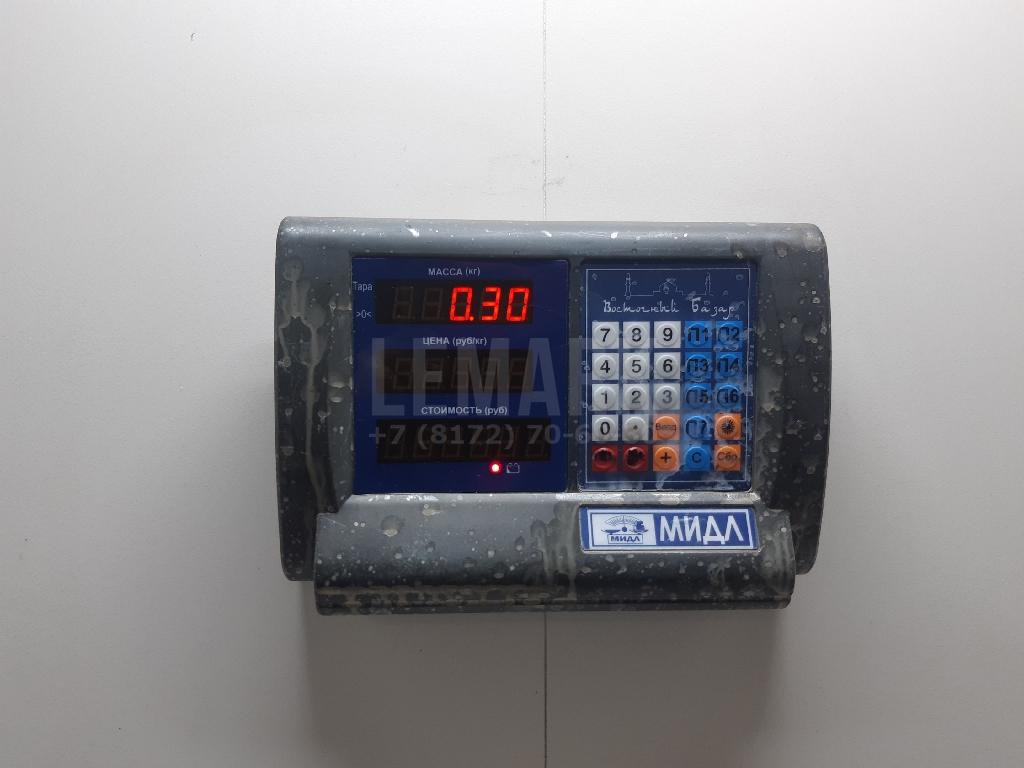 МАССА (кг)
Тара
0.30
>0<
ЦЕНА (руб/кг)
СТОИМОСТЬ (руб)
+7 (8172) 70-6
Восточный Базар
7 8 9 П1 П2
4 5 6 П3 П4
1 2 3 П5 П6
0 . Ввод П7
+ С Сбр
МИДЛ
МИДЛ